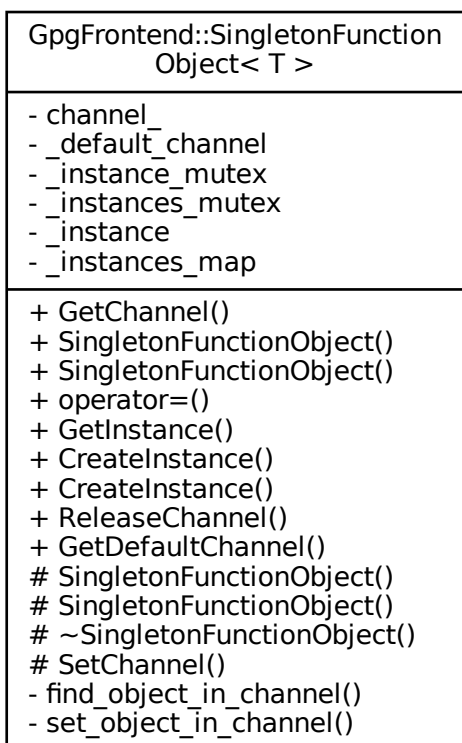 GpgFrontend::SingletonFunction
Object< T >
- channel_
- _default_channel
- _instance_mutex
- _instances_mutex
- _instance
- _instances_map
+ GetChannel()
+ SingletonFunctionObject()
+ SingletonFunctionObject()
+ operator=()
+ GetInstance()
+ CreateInstance()
+ CreateInstance()
+ ReleaseChannel()
+ GetDefaultChannel()
# SingletonFunctionObject()
# SingletonFunctionObject()
# ~SingletonFunctionObject()
# SetChannel()
- find_object_in_channel()
- set_object_in_channel()